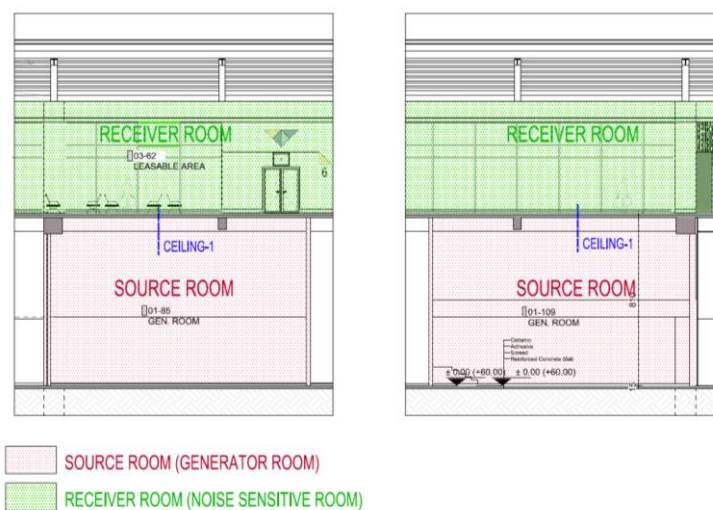 RECEIVER ROOM
03-62
LEASABLE AREA
6
CEILING-1
SOURCE ROOM
01-85
GEN. ROOM
RECEIVER ROOM
CEILING-1
SOURCE ROOM
810
01-109
GEN. ROOM
Ceramic
Adhesive
Screed
Reinforced Concrete Slab
± 0.00 (+60.00) ± 0.00 (+60.00)
15
SOURCE ROOM (GENERATOR ROOM)
RECEIVER ROOM (NOISE SENSITIVE ROOM)